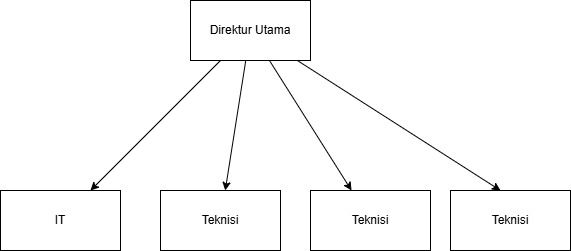 Direktur Utama
IT
Teknisi
Teknisi
Teknisi